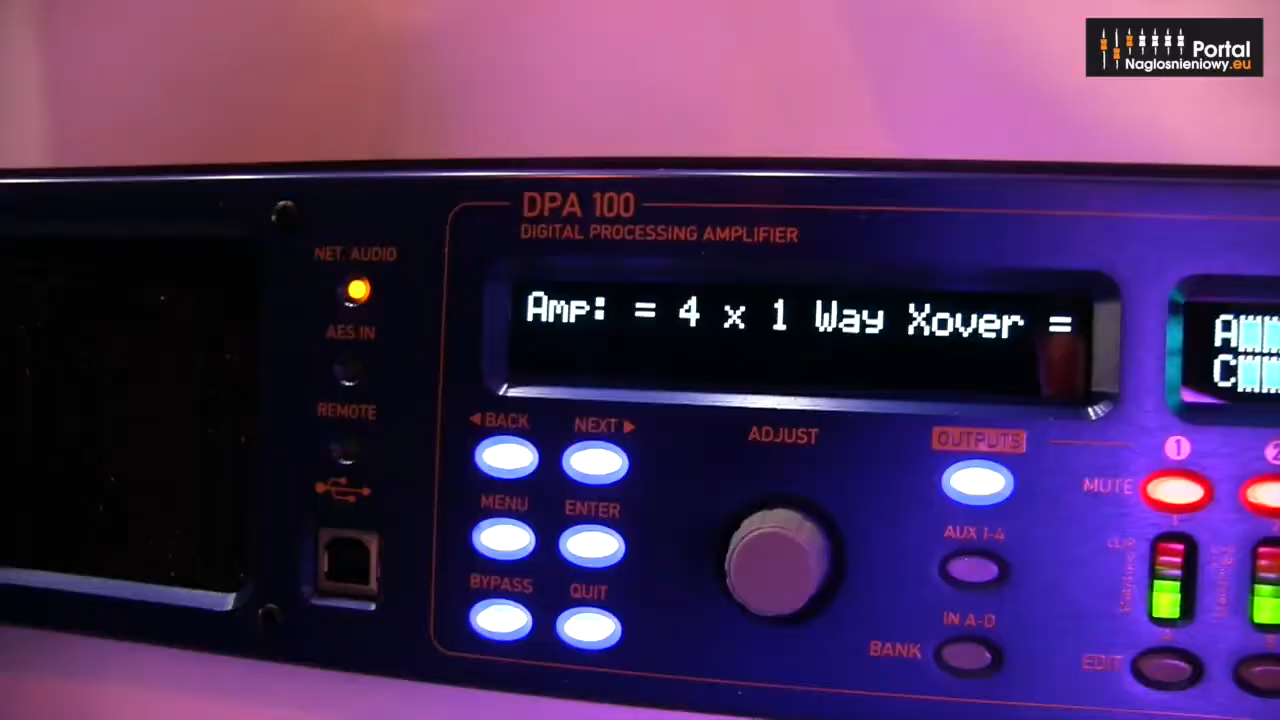 Portal
Naglosnieniowy.eu
DPA 100
DIGITAL PROCESSING AMPLIFIER
NET. AUDIO
AES IN
REMOTE
Amp: = 4 x 1 Way Xover =
A
C
BACK
NEXT
ADJUST
OUTPUTS
1
2
MENU
ENTER
MUTE
AUX 1-4
BYPASS
QUIT
IN A-D
BANK
EDIT